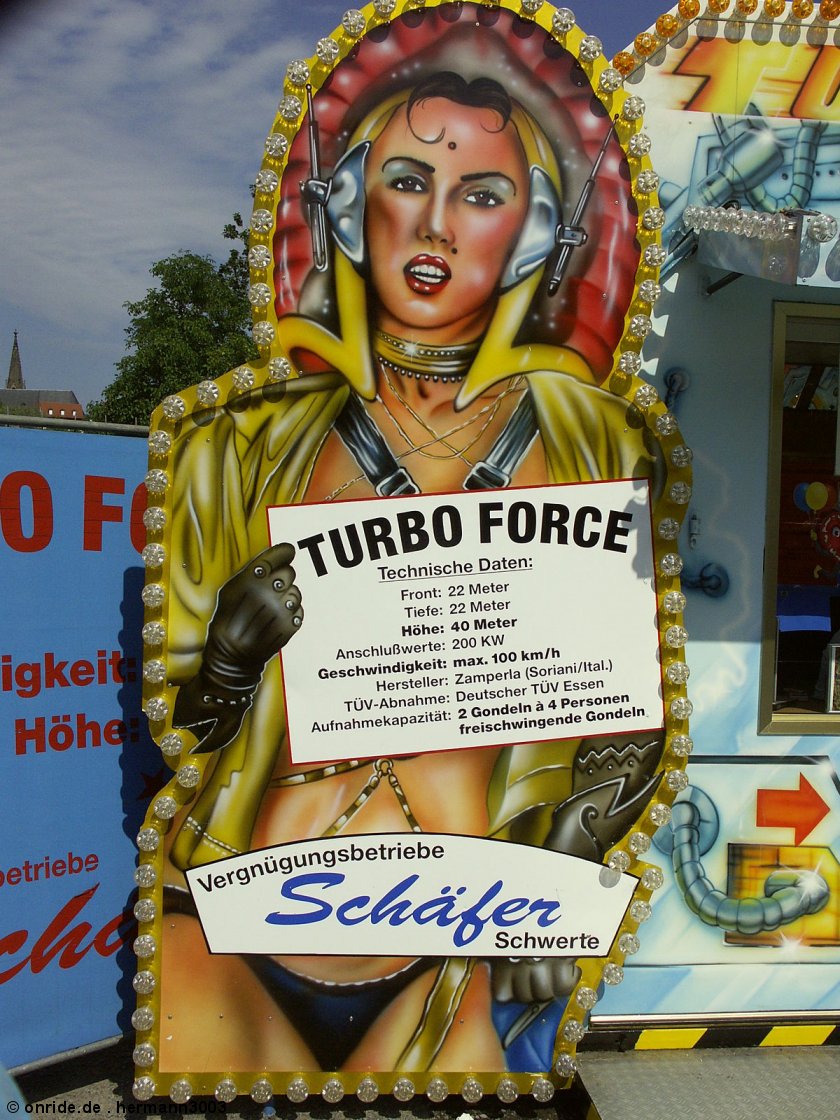 TURBO FORCE
Technische Daten:
Front: 22 Meter
Tiefe: 22 Meter
Höhe: 40 Meter
Anschlußwerte: 200 KW
Geschwindigkeit: max. 100 km/h
Hersteller: Zamperla (Soriani/Ital.)
TÜV-Abnahme: Deutscher TÜV Essen
Aufnahmekapazität: 2 Gondeln à 4 Personen
freischwingende Gondeln
Vergnügungsbetriebe
Schäfer
Schwerte
O FO
igkeit:
Höhe:
betriebe
© onride.de . hermann3003